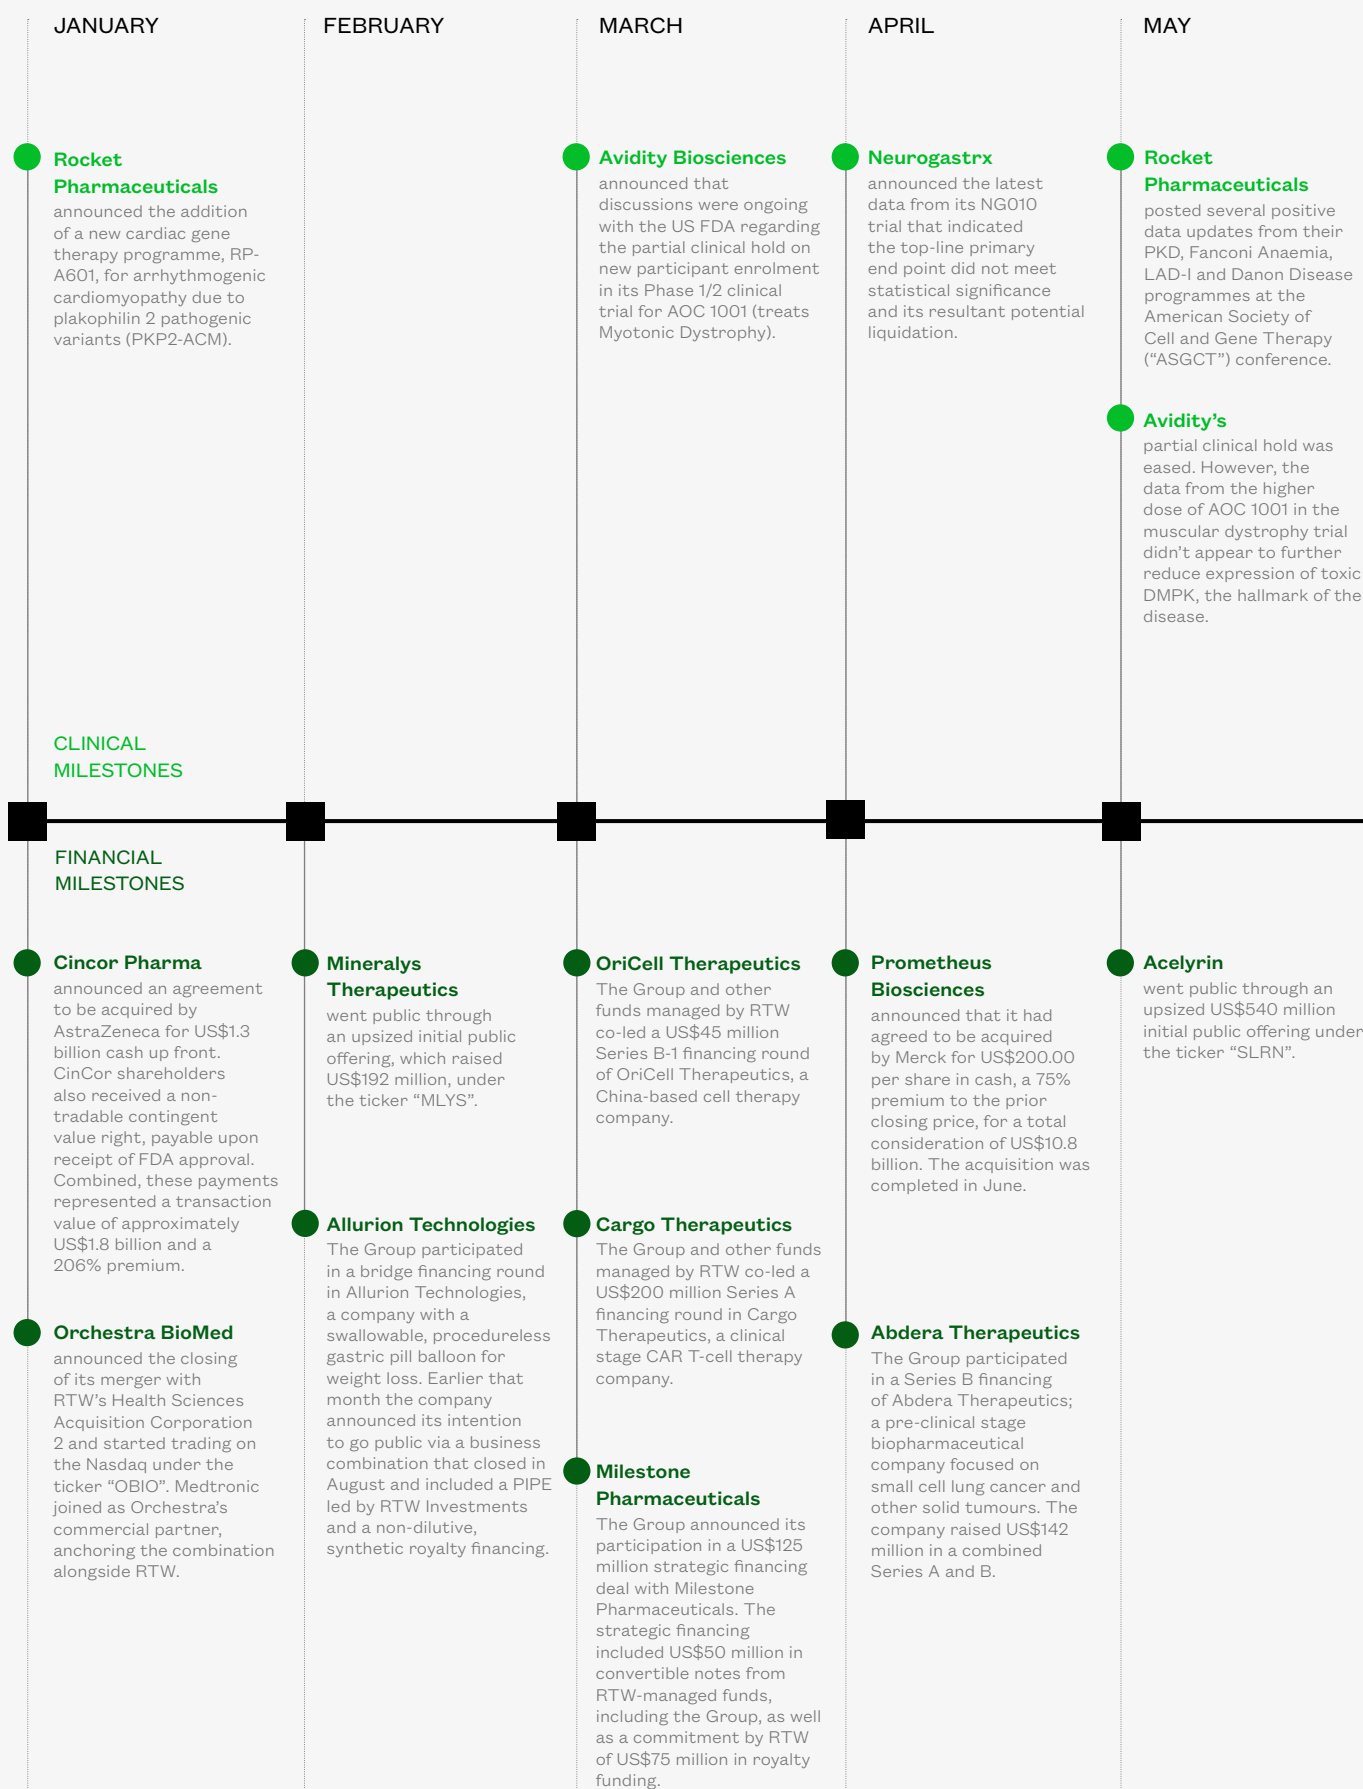 JANUARY
FEBRUARY
MARCH
APRIL
MAY
Rocket
Pharmaceuticals
announced the addition
of a new cardiac gene
therapy programme, RP-
A601, for arrhythmogenic
cardiomyopathy due to
plakophilin 2 pathogenic
variants (PKP2-ACM).
Avidity Biosciences
announced that
discussions were ongoing
with the US FDA regarding
the partial clinical hold on
new participant enrolment
in its Phase 1/2 clinical
trial for AOC 1001 (treats
Myotonic Dystrophy).
Neurogastrx
announced the latest
data from its NG010
trial that indicated
the top-line primary
end point did not meet
statistical significance
and its resultant potential
liquidation.
Rocket
Pharmaceuticals
posted several positive
data updates from their
PKD, Fanconi Anaemia,
LAD-I and Danon Disease
programmes at the
American Society of
Cell and Gene Therapy
(“ASGCT”) conference.
Avidity’s
partial clinical hold was
eased. However, the
data from the higher
dose of AOC 1001 in the
muscular dystrophy trial
didn’t appear to further
reduce expression of toxic
DMPK, the hallmark of the
disease.
CLINICAL
MILESTONES
FINANCIAL
MILESTONES
Cincor Pharma
announced an agreement
to be acquired by
AstraZeneca for US$1.3
billion cash up front.
CinCor shareholders
also received a non-
tradable contingent
value right, payable upon
receipt of FDA approval.
Combined, these payments
represented a transaction
value of approximately
US$1.8 billion and a
206% premium.
Orchestra BioMed
announced the closing
of its merger with
RTW’s Health Sciences
Acquisition Corporation
2 and started trading on
the Nasdaq under the
ticker “OBIO”. Medtronic
joined as Orchestra’s
commercial partner,
anchoring the combination
alongside RTW.
Mineralys
Therapeutics
went public through
an upsized initial public
offering, which raised
US$192 million, under
the ticker “MLYS”.
Allurion Technologies
The Group participated
in a bridge financing round
in Allurion Technologies,
a company with a
swallowable, procedureless
gastric pill balloon for
weight loss. Earlier that
month the company
announced its intention
to go public via a business
combination that closed in
August and included a PIPE
led by RTW Investments
and a non-dilutive,
synthetic royalty financing.
OriCell Therapeutics
The Group and other
funds managed by RTW
co-led a US$45 million
Series B-1 financing round
of OriCell Therapeutics, a
China-based cell therapy
company.
Cargo Therapeutics
The Group and other funds
managed by RTW co-led a
US$200 million Series A
financing round in Cargo
Therapeutics, a clinical
stage CAR T-cell therapy
company.
Milestone
Pharmaceuticals
The Group announced its
participation in a US$125
million strategic financing
deal with Milestone
Pharmaceuticals. The
strategic financing
included US$50 million in
convertible notes from
RTW-managed funds,
including the Group, as well
as a commitment by RTW
of US$75 million in royalty
funding.
Prometheus
Biosciences
announced that it had
agreed to be acquired
by Merck for US$200.00
per share in cash, a 75%
premium to the prior
closing price, for a total
consideration of US$10.8
billion. The acquisition was
completed in June.
Abdera Therapeutics
The Group participated
in a Series B financing
of Abdera Therapeutics;
a pre-clinical stage
biopharmaceutical
company focused on
small cell lung cancer and
other solid tumours. The
company raised US$142
million in a combined
Series A and B.
Acelyrin
went public through an
upsized US$540 million
initial public offering under
the ticker “SLRN”.